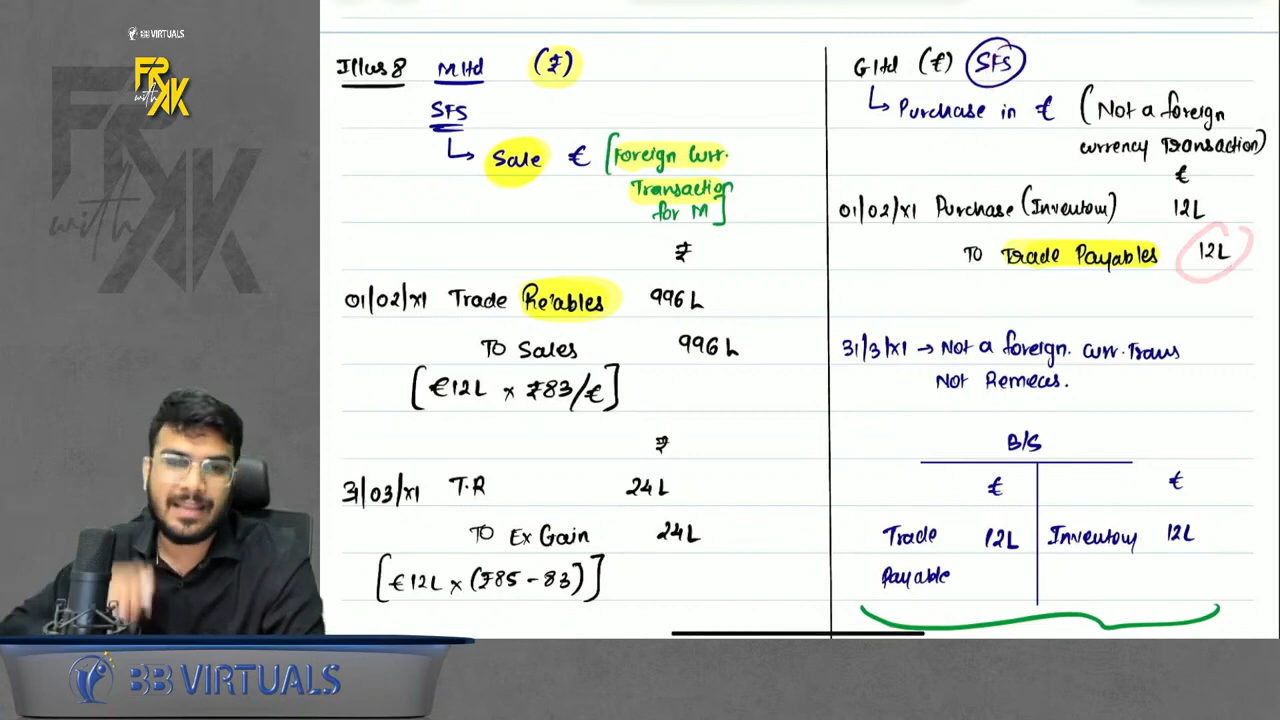 BB VIRTUALS
FR
with
AK
FR
with
AK
Illus 8 M ltd (₹)
SFS
↳ Sale € [Foreign Curr.
Transaction
for M]
₹
01/02/x1 Trade Re'ables 996 L
To Sales 996 L
[€12L x ₹83/€]
₹
31/03/x1 T.R 24 L
To Ex Gain 24 L
[€12L x (₹85 - 83)]
G ltd (€) SFS
↳ Purchase in € (Not a foreign
currency Transaction)
€
01/02/x1 Purchase (Inventory) 12L
To Trade Payables 12L
31/3/x1 → Not a foreign. Curr. Trans
Not Remeas.
B/S
€ €
Trade 12L Inventory 12L
Payable
BB VIRTUALS